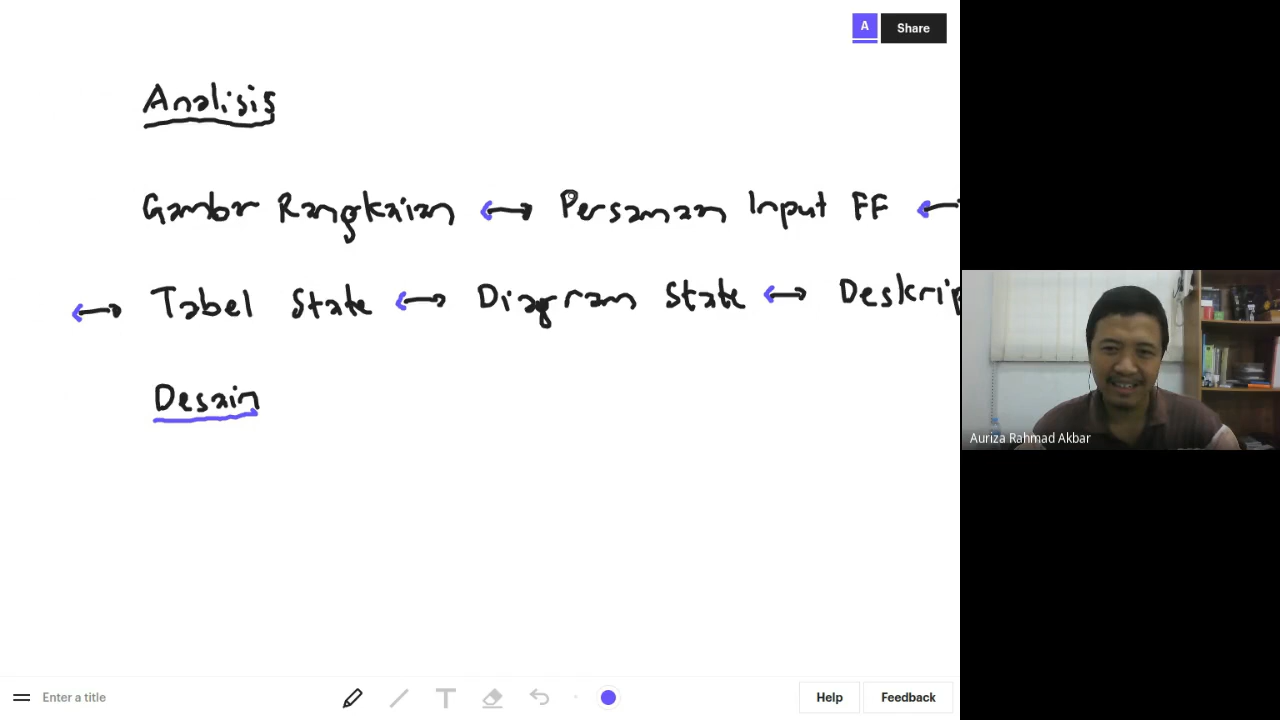 A Share
Analisis
Gambar Rangkaian ↔ Persamaan Input FF ↔
↔ Tabel State ↔ Diagram State ↔ Deskrip
Desain
Auriza Rahmad Akbar
Enter a title T Help Feedback